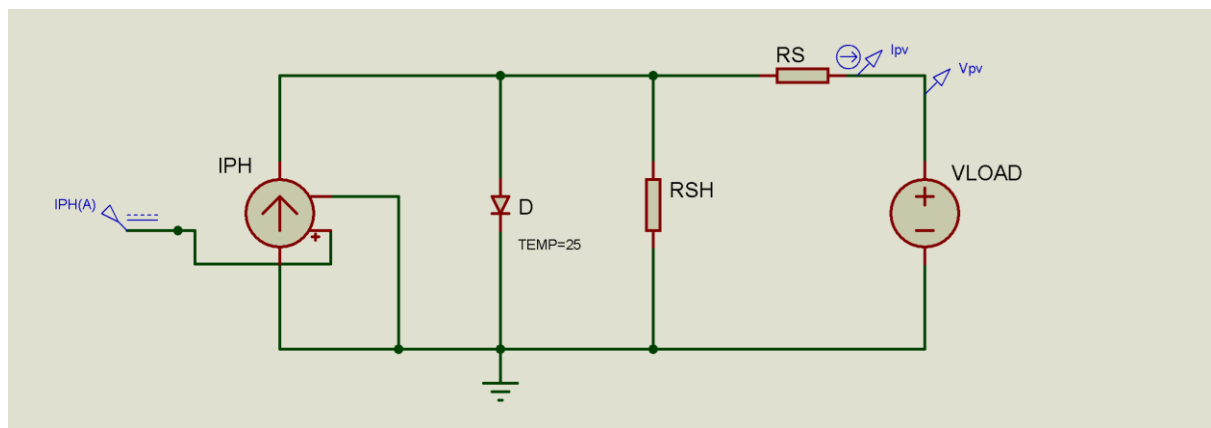 RS
Ipv
Vpv
IPH
VLOAD
RSH
IPH(A)
D
TEMP=25